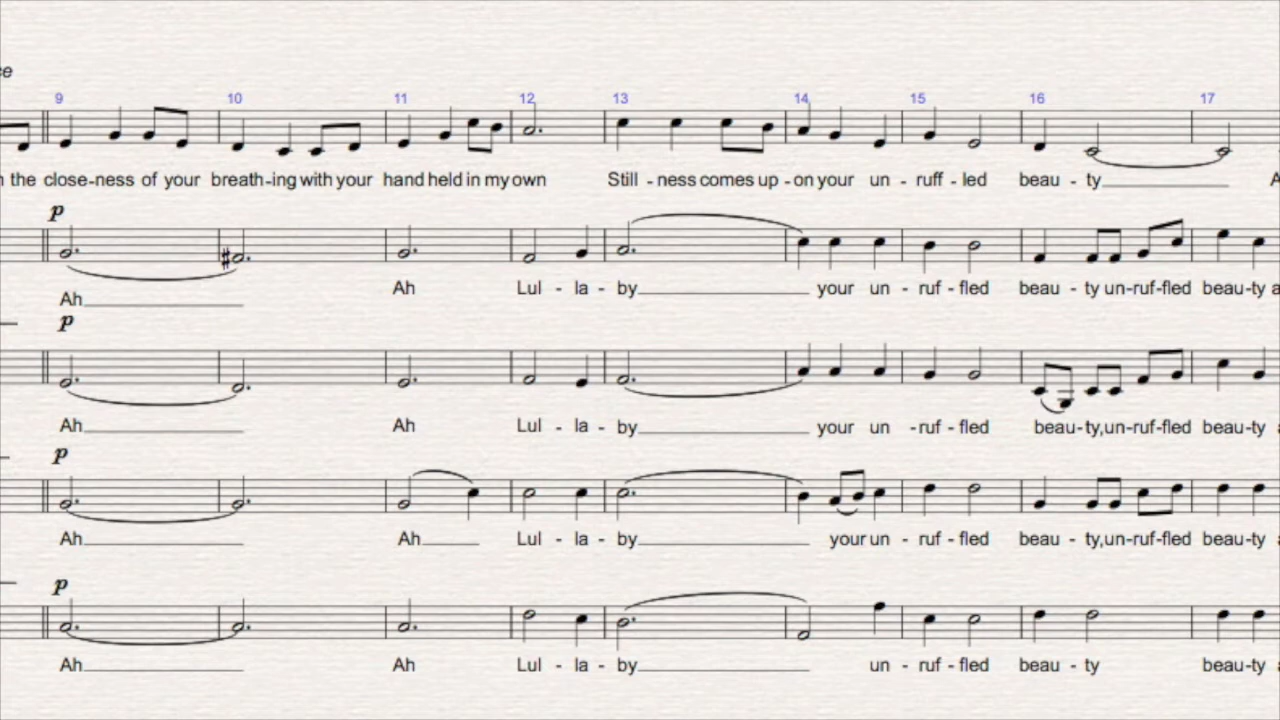 ce
9 10 11 12 13 14 15 16 17
the close-ness of your breath-ing with your hand held in my own Still - ness comes up - on your un - ruff - led beau - ty A
p
Ah Ah Lul - la - by your un - ruf - fled beau - ty un-ruf-fled beau-ty a
p
Ah Ah Lul - la - by your un -ruf - fled beau-ty,un-ruf-fled beau-ty a
p
Ah Ah Lul - la - by your un - ruf - fled beau - ty,un-ruf-fled beau-ty
p
Ah Ah Lul - la - by un - ruf - fled beau - ty beau-ty a